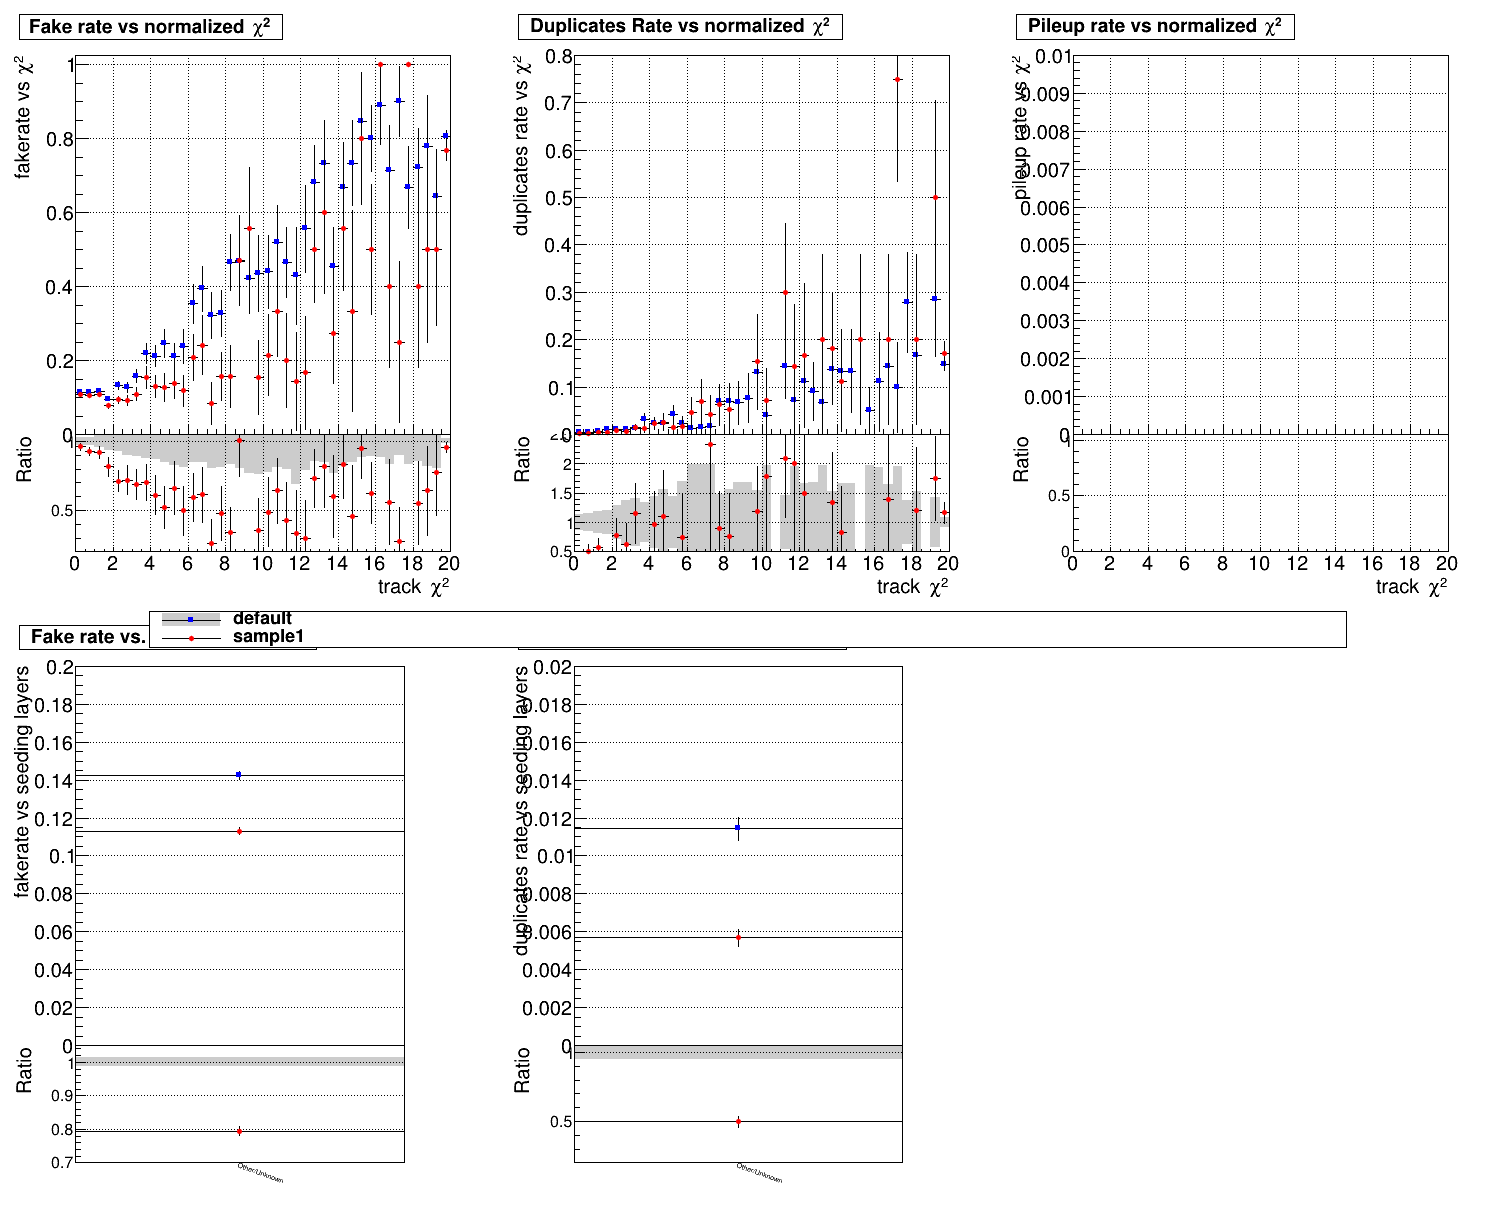 Fake rate vs normalized χ²
Duplicates Rate vs normalized χ²
Pileup rate vs normalized χ²
fakerate vs χ²
1
0.8
0.6
0.4
0.2
0
Ratio
0.5
0 2 4 6 8 10 12 14 16 18 20
track χ²
duplicates rate vs χ²
0.8
0.7
0.6
0.5
0.4
0.3
0.2
0.1
0
Ratio
2
1.5
1
0.5
0 2 4 6 8 10 12 14 16 18 20
track χ²
pileup rate vs χ²
0.01
0.009
0.008
0.007
0.006
0.005
0.004
0.003
0.002
0.001
0
Ratio
1
0.5
0
0 2 4 6 8 10 12 14 16 18 20
track χ²
default
sample1
Fake rate vs.
fakerate vs seeding layers
0.2
0.18
0.16
0.14
0.12
0.1
0.08
0.06
0.04
0.02
0
Ratio
1
0.9
0.8
0.7
Other/Unknown
duplicates rate vs seeding layers
0.02
0.018
0.016
0.014
0.012
0.01
0.008
0.006
0.004
0.002
0
Ratio
1
0.5
Other/Unknown